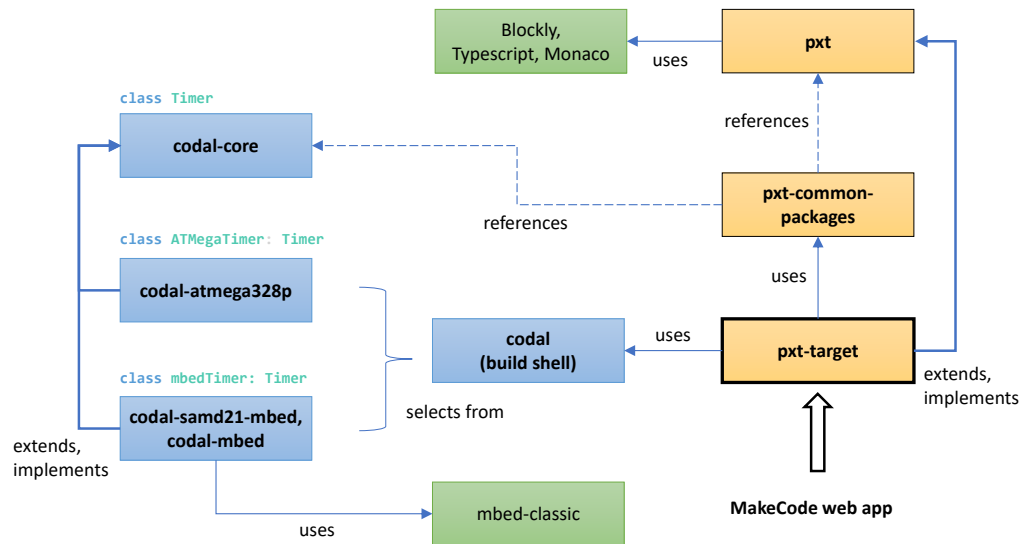 Blockly,
Typescript, Monaco
uses
pxt
class Timer
codal-core
references
references
pxt-common-
packages
class ATMegaTimer: Timer
codal-atmega328p
uses
codal
(build shell)
uses
pxt-target
extends,
implements
class mbedTimer: Timer
codal-samd21-mbed,
codal-mbed
selects from
extends,
implements
uses
mbed-classic
MakeCode web app